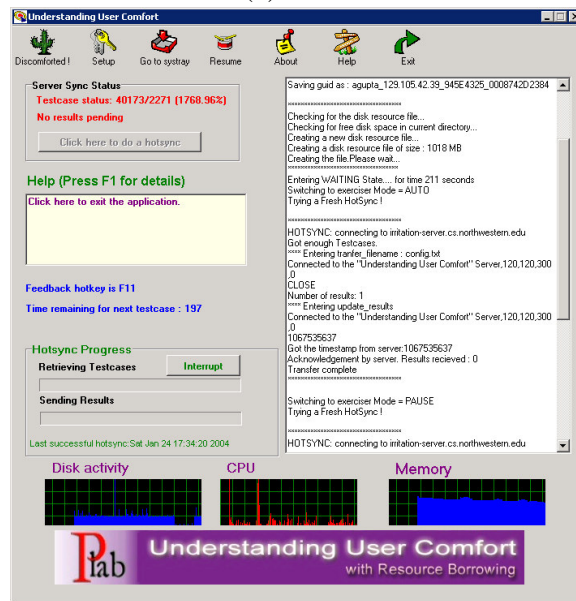 Understanding User Comfort
Discomforted !
Setup
Go to systray
Resume
About
Help
Exit
Server Sync Status
Testcase status: 40173/2271 (1768.96%)
No results pending
Click here to do a hotsync
Help (Press F1 for details)
Click here to exit the application.
Feedback hotkey is F11
Time remaining for next testcase : 197
Hotsync Progress
Retrieving Testcases
Interrupt
Sending Results
Last successful hotsync:Sat Jan 24 17:34:20 2004
Saving guid as : agupta_129.105.42.39_945E4325_0008742D2384
Checking for the disk resource file...
Checking for free disk space in current directory...
Creating a new disk resource file...
Creating a disk resource file of size : 1018 MB
Creating the file.Please wait...
Entering WAITING State.... for time 211 seconds
Switching to exerciser Mode = AUTO
Trying a Fresh HotSync !
HOTSYNC: connecting to irritation-server.cs.northwestern.edu
Got enough Testcases.
**** Entering tranfer_filename : config.txt
Connected to the "Understanding User Comfort" Server,120,120,300
,0
CLOSE
Number of results: 1
**** Entering update_results
Connected to the "Understanding User Comfort" Server,120,120,300
,0
1067535637
Got the timestamp from server:1067535637
Acknowledgement by server. Results recieved : 0
Transfer complete
Switching to exerciser Mode = PAUSE
Trying a Fresh HotSync !
HOTSYNC: connecting to irritation-server.cs.northwestern.edu
Disk activity
CPU
Memory
Plab
Understanding User Comfort
with Resource Borrowing